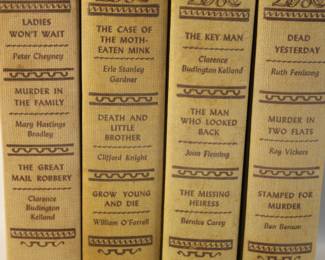 LADIES
WON'T WAIT
Peter Cheyney
MURDER IN
THE FAMILY
Mary Hastings
Bradley
THE GREAT
MAIL ROBBERY
Clarence
Budington
Kelland
THE CASE OF
THE MOTH-
EATEN MINK
Erle Stanley
Gardner
DEATH AND
LITTLE
BROTHER
Clifford Knight
GROW YOUNG
AND DIE
William O'Farrell
THE KEY MAN
Clarence
Budington Kelland
THE MAN
WHO LOOKED
BACK
Joan Fleming
THE MISSING
HEIRESS
Bernice Carey
DEAD
YESTERDAY
Ruth Fenisong
MURDER IN
TWO FLATS
Roy Vickers
STAMPED FOR
MURDER
Ben Benson